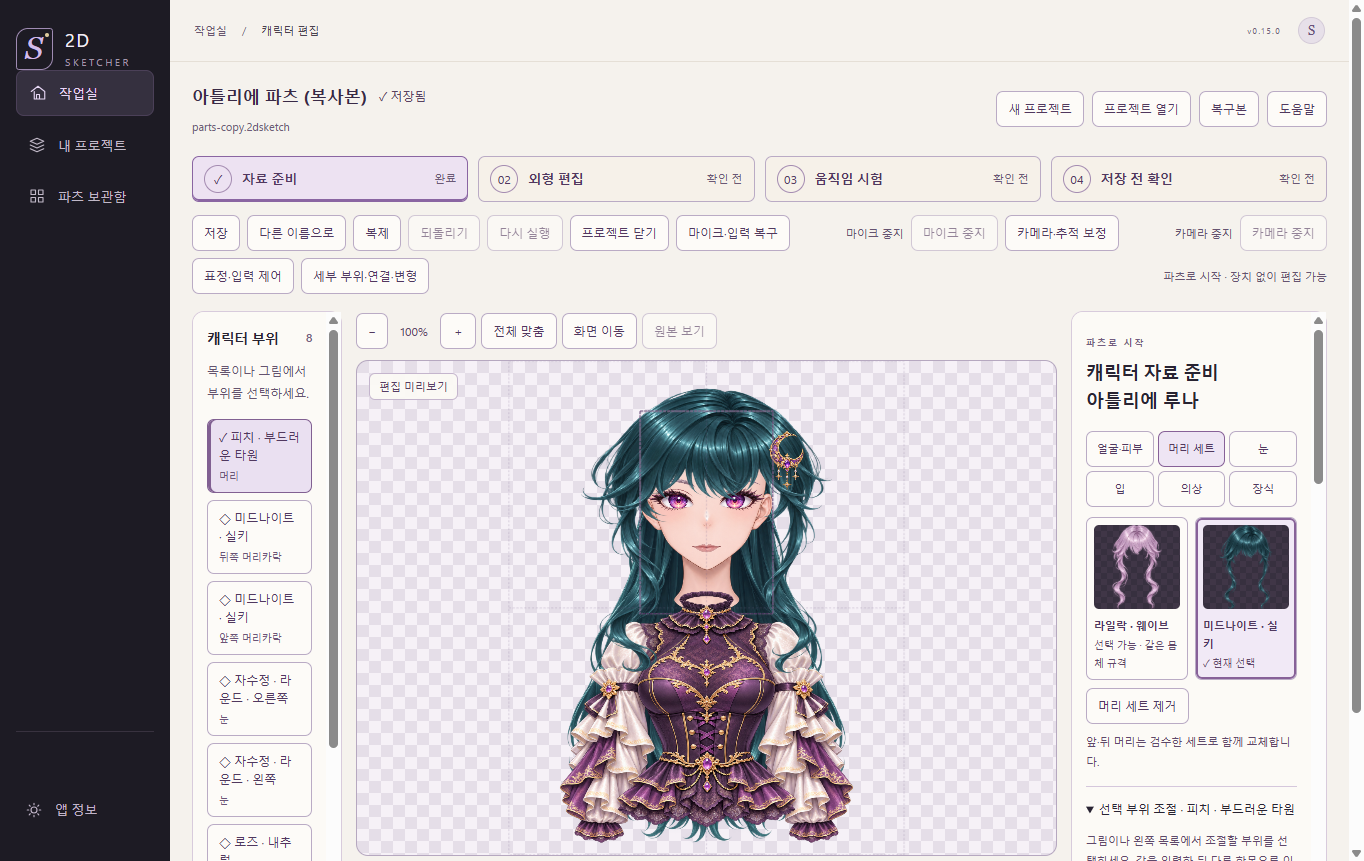 S
2D
SKETCHER
작업실
내 프로젝트
파츠 보관함
앱 정보
작업실 / 캐릭터 편집
v0.15.0
S
아틀리에 파츠 (복사본) ✓ 저장됨
parts-copy.2dsketch
새 프로젝트
프로젝트 열기
복구본
도움말
✓ 자료 준비 완료
02 외형 편집 확인 전
03 움직임 시험 확인 전
04 저장 전 확인 확인 전
저장
다른 이름으로
복제
되돌리기
다시 실행
프로젝트 닫기
마이크·입력 복구
마이크 중지
마이크 중지
카메라·추적 보정
카메라 중지
카메라 중지
표정·입력 제어
세부 부위·연결·변형
파츠로 시작 · 장치 없이 편집 가능
캐릭터 부위 8
목록이나 그림에서
부위를 선택하세요.
✓ 피치 · 부드러
운 타원
머리
◇ 미드나이트
· 실키
뒤쪽 머리카락
◇ 미드나이트
· 실키
앞쪽 머리카락
◇ 자수정 · 라
운드 · 오른쪽
눈
◇ 자수정 · 라
운드 · 왼쪽
눈
◇ 로즈 · 내추
럴
−
100%
+
전체 맞춤
화면 이동
원본 보기
편집 미리보기
파츠로 시작
캐릭터 자료 준비
아틀리에 루나
얼굴·피부
머리 세트
눈
입
의상
장식
라일락 · 웨이브
선택 가능 · 같은 몸
체 규격
미드나이트 · 실
키
✓ 현재 선택
머리 세트 제거
앞·뒤 머리는 검수한 세트로 함께 교체합니
다.
▼ 선택 부위 조절 · 피치 · 부드러운 타원
그림이나 왼쪽 목록에서 조절할 부위를 선
택하세요. 값을 입력한 뒤 다른 항목으로 이